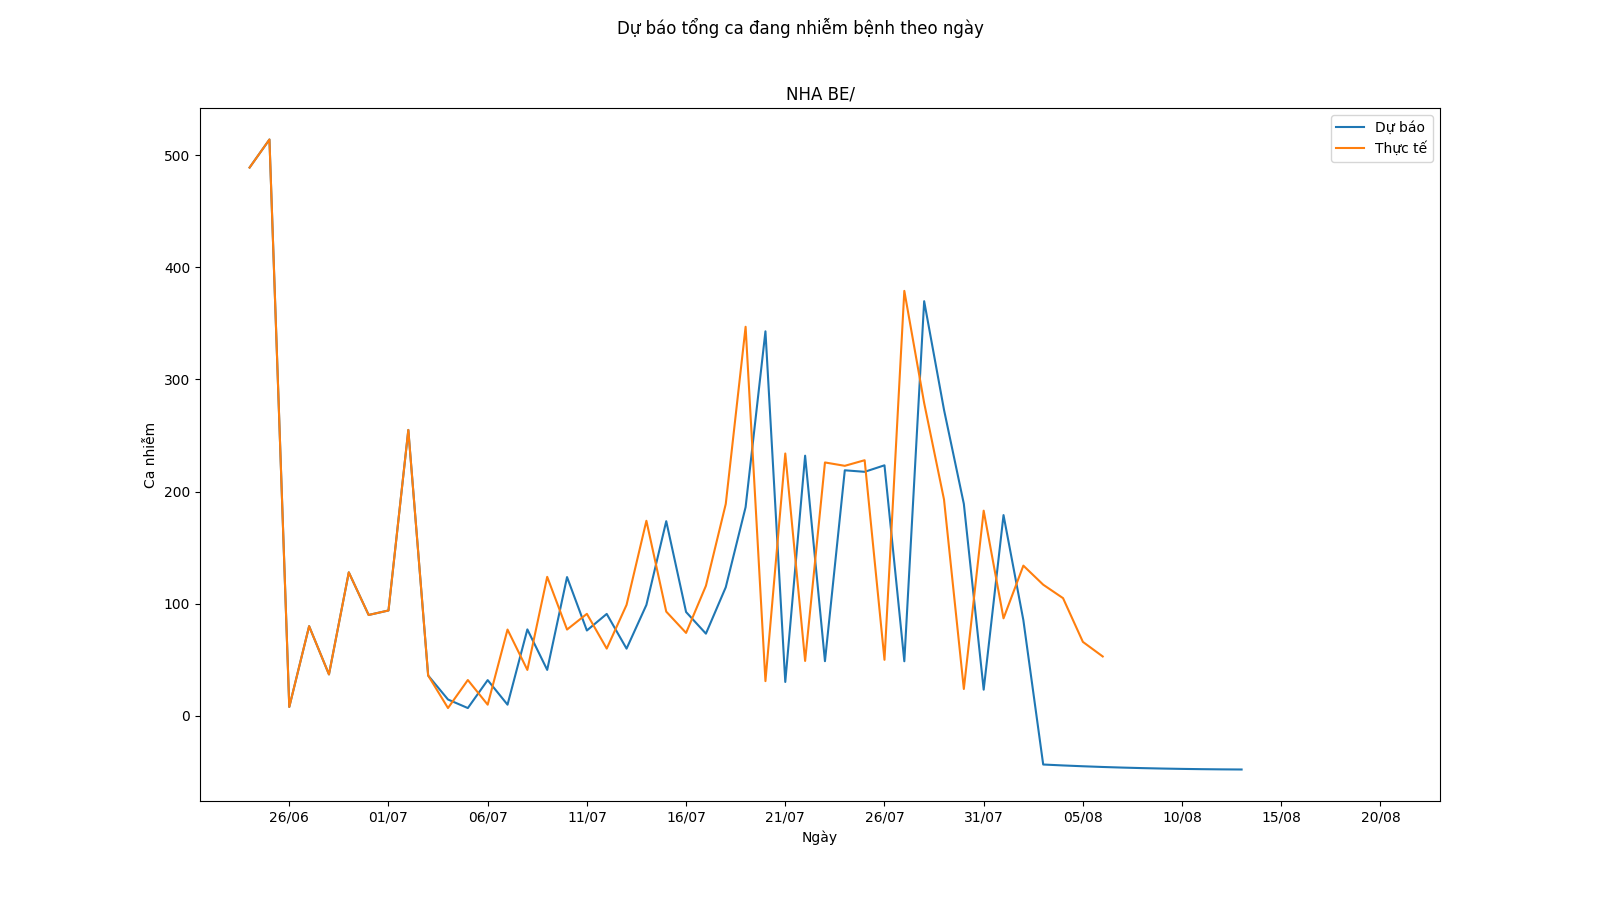 Dự báo tổng ca đang nhiễm bệnh theo ngày
NHA BE/
Dự báo
Thực tế
500
400
300
200
100
0
Ca nhiễm
26/06 01/07 06/07 11/07 16/07 21/07 26/07 31/07 05/08 10/08 15/08 20/08
Ngày